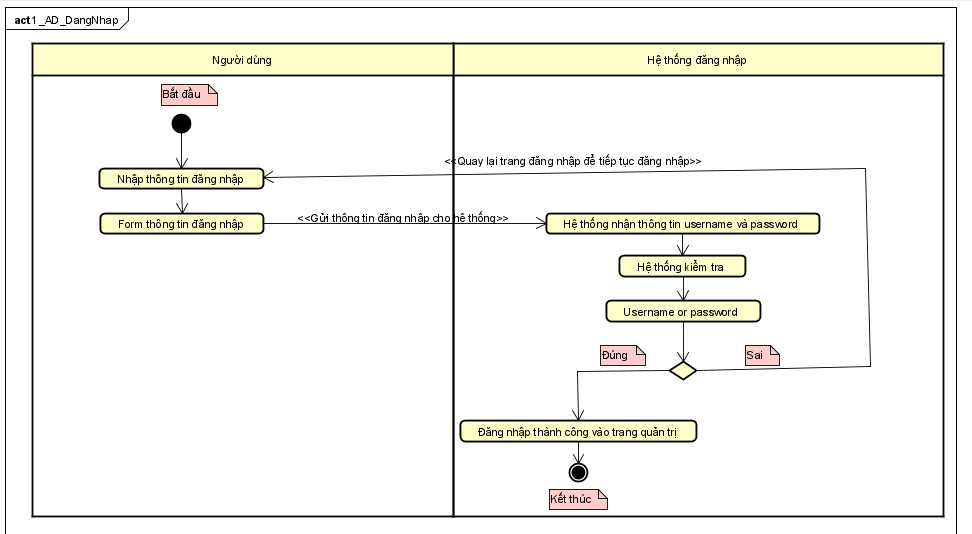 act 1_AD_DangNhap
Người dùng
Hệ thống đăng nhập
Bắt đầu
<<Quay lại trang đăng nhập để tiếp tục đăng nhập>>
Nhập thông tin đăng nhập
Form thông tin đăng nhập
<<Gửi thông tin đăng nhập cho hệ thống>>
Hệ thống nhận thông tin username và password
Hệ thống kiểm tra
Username or password
Đúng
Sai
Đăng nhập thành công vào trang quản trị
Kết thúc